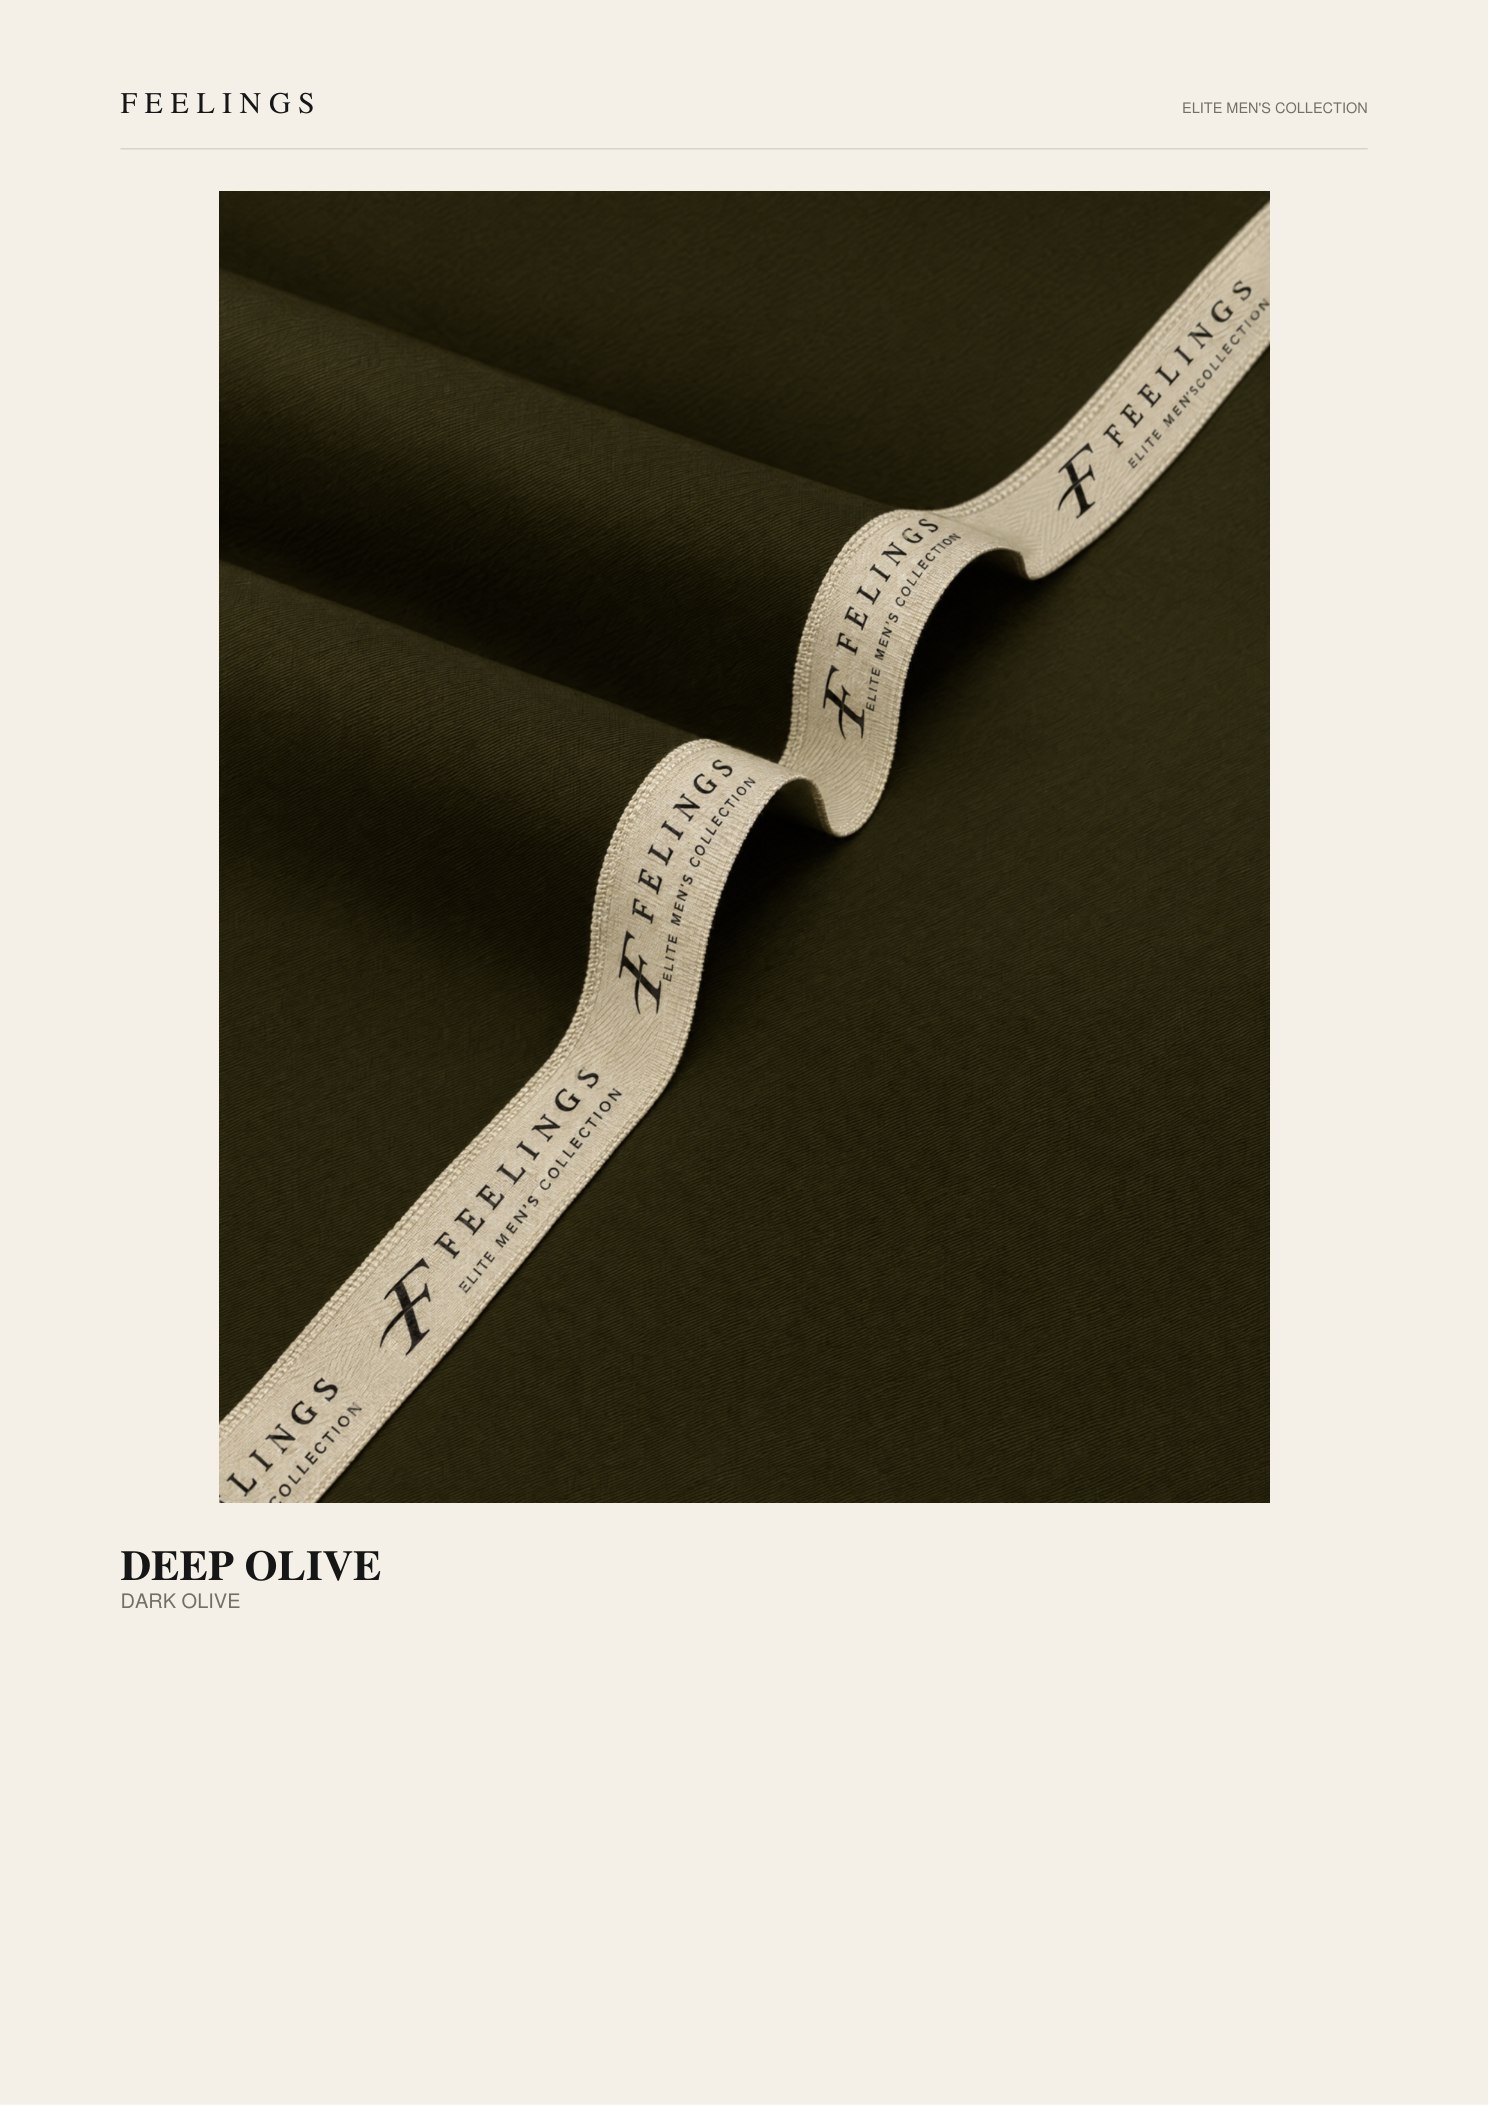 FEELINGS
ELITE MEN'S COLLECTION
FEELINGS
ELITE MEN'SCOLLECTION
F FEELINGS
ELITE MEN'S COLLECTION
F FEELINGS
ELITE MEN'S COLLECTION
F FEELINGS
ELITE MEN'S COLLECTION
F
LINGS
COLLECTION
DEEP OLIVE
DARK OLIVE